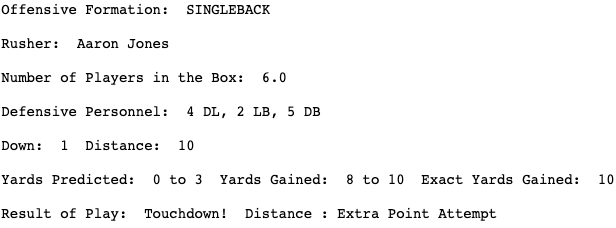 Offensive Formation:  SINGLEBACK
Rusher:  Aaron Jones
Number of Players in the Box:  6.0
Defensive Personnel:  4 DL, 2 LB, 5 DB
Down:  1  Distance:  10
Yards Predicted:  0 to 3  Yards Gained:  8 to 10  Exact Yards Gained:  10
Result of Play:  Touchdown!  Distance : Extra Point Attempt